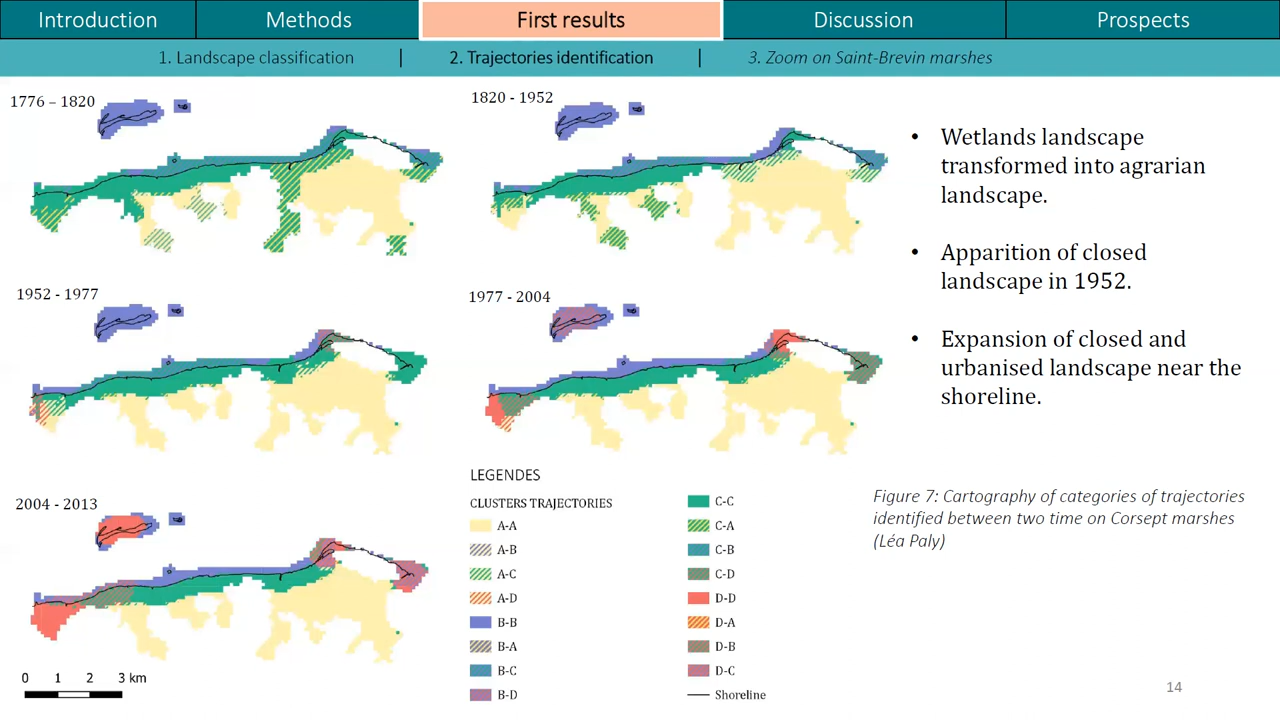 Introduction
Methods
First results
Discussion
Prospects
1. Landscape classification
2. Trajectories identification
3. Zoom on Saint-Brevin marshes
1776 – 1820
1820 - 1952
1952 - 1977
1977 - 2004
2004 - 2013
0 1 2 3 km
LEGENDES
CLUSTERS TRAJECTORIES
A-A
A-B
A-C
A-D
B-B
B-A
B-C
B-D
C-C
C-A
C-B
C-D
D-D
D-A
D-B
D-C
Shoreline
• Wetlands landscape
transformed into agrarian
landscape.
• Apparition of closed
landscape in 1952.
• Expansion of closed and
urbanised landscape near the
shoreline.
Figure 7: Cartography of categories of trajectories
identified between two time on Corsept marshes
(Léa Paly)
14